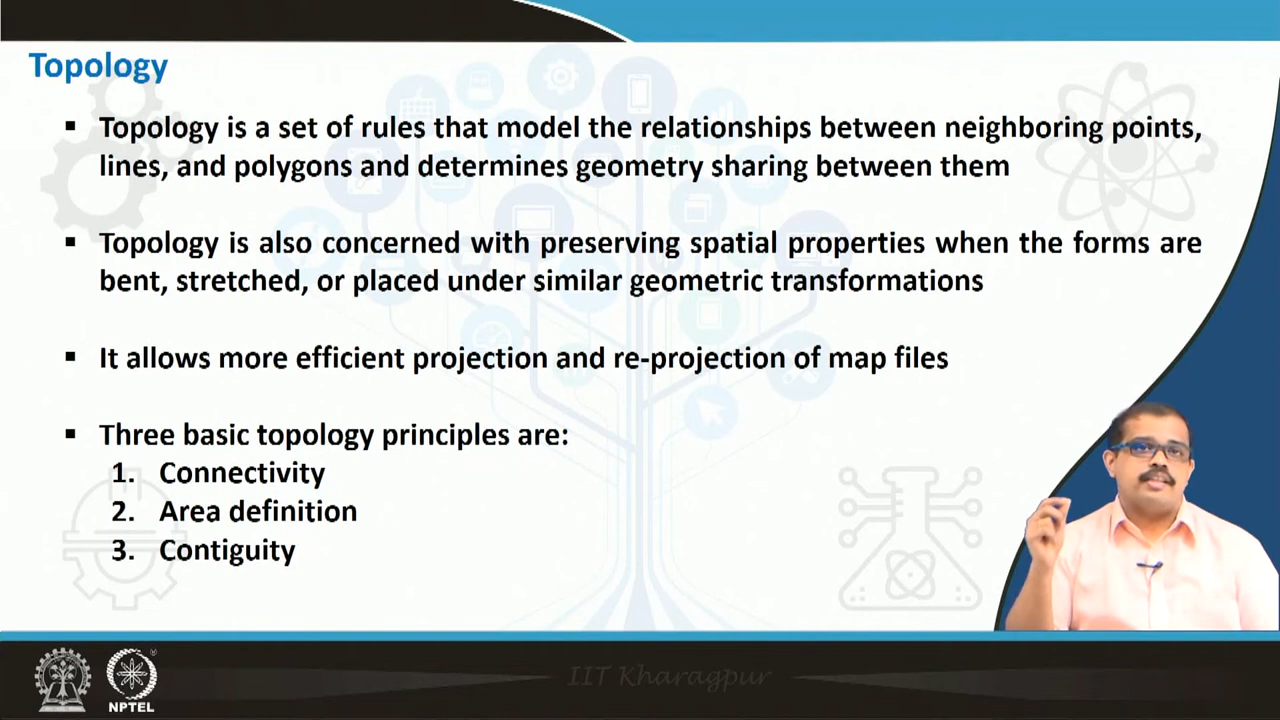 Topology
▪ Topology is a set of rules that model the relationships between neighboring points,
lines, and polygons and determines geometry sharing between them
▪ Topology is also concerned with preserving spatial properties when the forms are
bent, stretched, or placed under similar geometric transformations
▪ It allows more efficient projection and re-projection of map files
▪ Three basic topology principles are:
1. Connectivity
2. Area definition
3. Contiguity
IIT Kharagpur
NPTEL